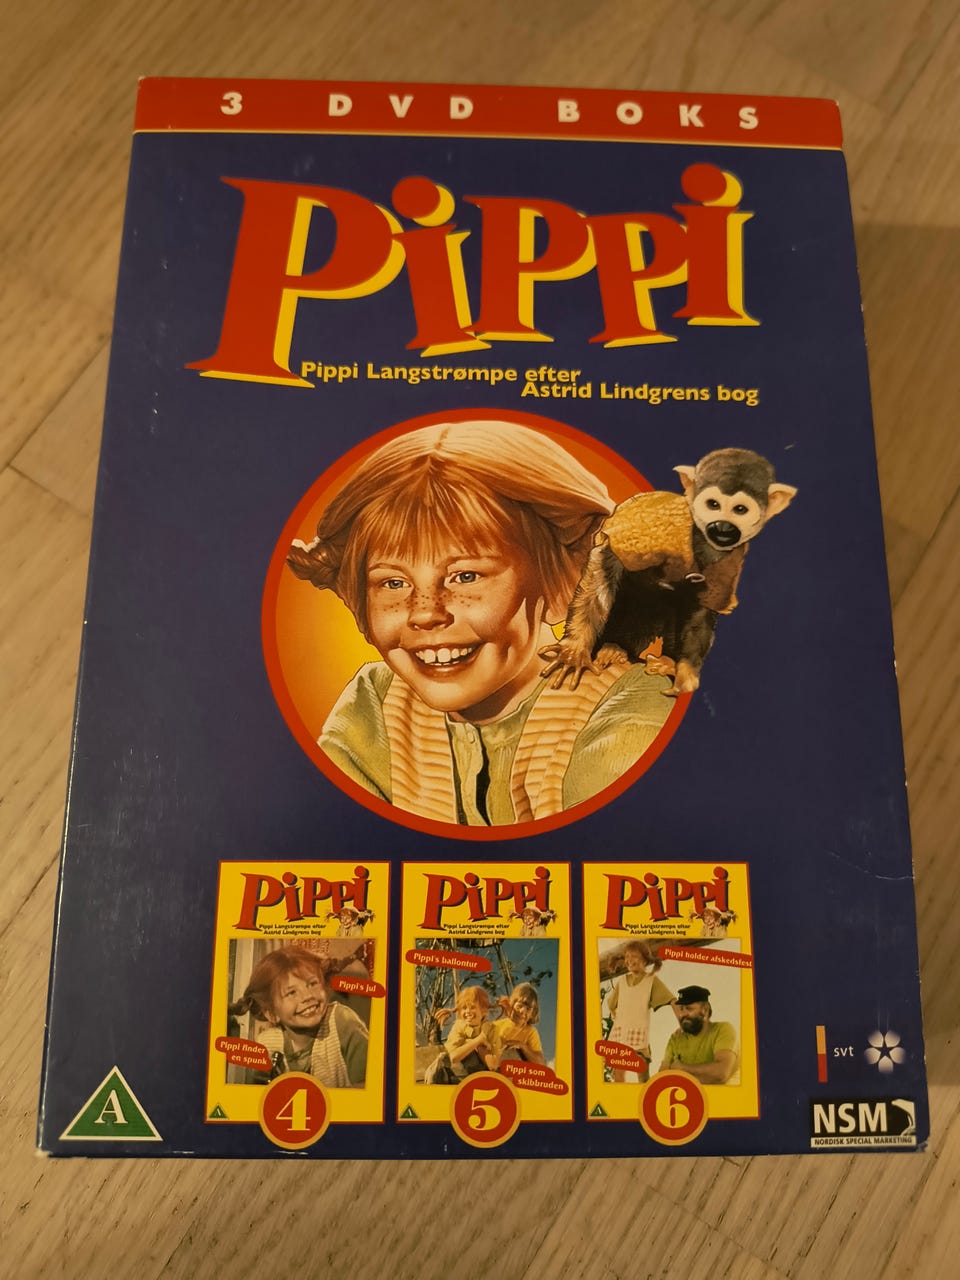 3 DVD BOKS
Pippi
Pippi Langstrømpe efter
Astrid Lindgrens bog
Pippi
Pippi Langstrømpe efter
Astrid Lindgrens bog
Pippi's jul
Pippi finder
en spunk
4
Pippi
Pippi Langstrømpe efter
Astrid Lindgrens bog
Pippi's ballontur
Pippi som
skibbruden
5
Pippi
Pippi Langstrømpe efter
Astrid Lindgrens bog
Pippi holder afskedsfest
Pippi går
ombord
6
A
svt
NSM
NORDISK SPECIAL MARKETING